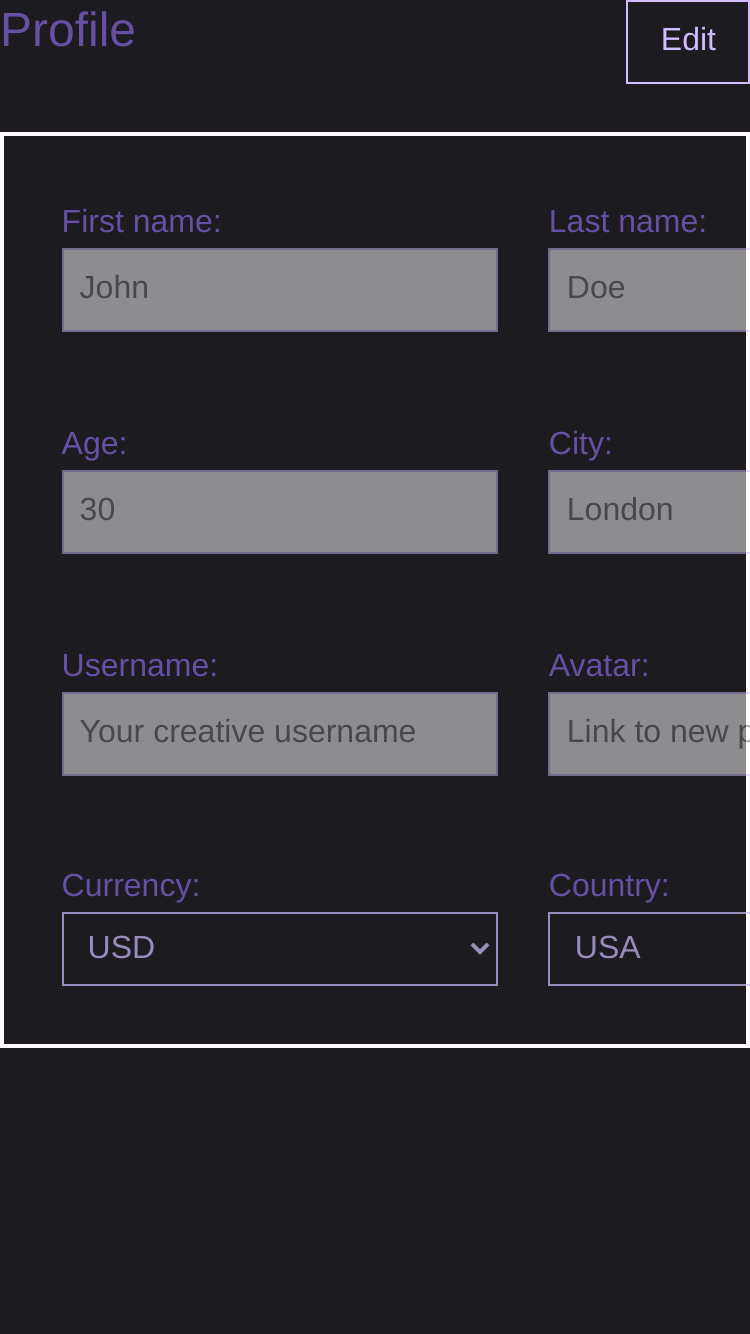 Profile
Edit
First name:
Last name:
John
Doe
Age:
City:
30
London
Username:
Avatar:
Your creative username
Link to new
Currency:
Country:
USD
USA